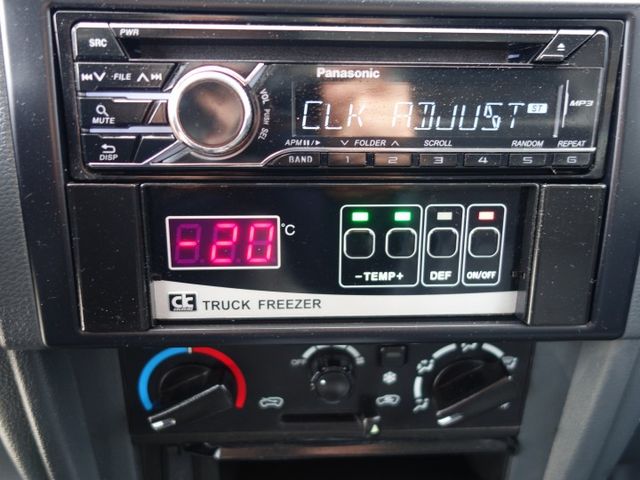 PWR
SRC
Panasonic
FILE
VOL PUSH SEL
CLK ADJUST ST
MP3
MUTE
DISP
APM FOLDER SCROLL RANDOM REPEAT
BAND 1 2 3 4 5 6
-20 °C
-TEMP+ DEF ON/OFF
CK TRUCK FREEZER
OFF